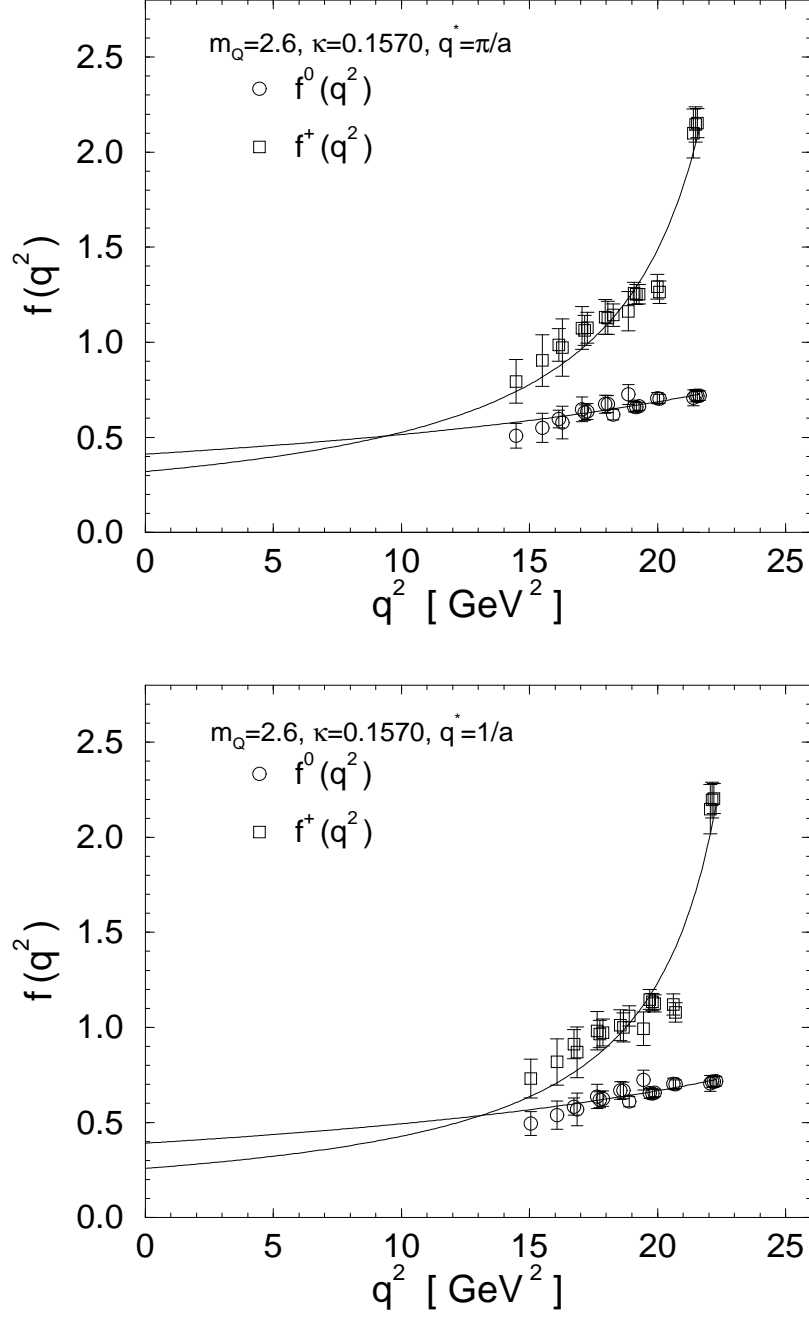 m_Q=2.6, κ=0.1570, q^*=π/a
f^0(q^2)
f^+(q^2)
2.5
2.0
1.5
1.0
0.5
0.0
f(q^2)
0 5 10 15 20 25
q^2 [GeV^2]
m_Q=2.6, κ=0.1570, q^*=1/a
f^0(q^2)
f^+(q^2)
2.5
2.0
1.5
1.0
0.5
0.0
f(q^2)
0 5 10 15 20 25
q^2 [GeV^2]